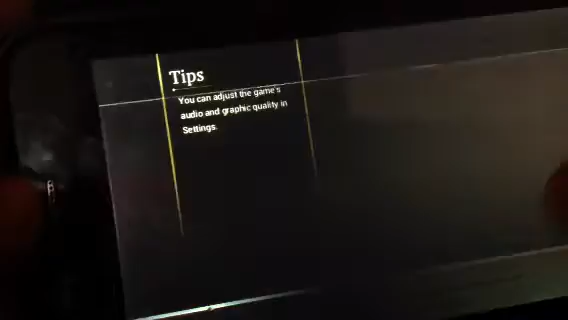 Tips
You can adjust the game's
audio and graphic quality in
Settings.